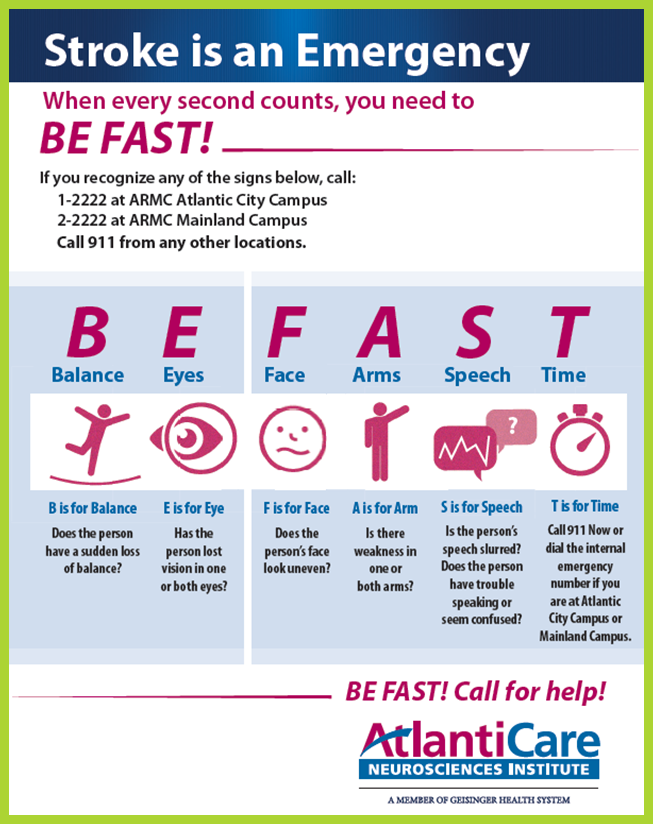 Stroke is an Emergency
When every second counts, you need to
BE FAST!
If you recognize any of the signs below, call:
1-2222 at ARMC Atlantic City Campus
2-2222 at ARMC Mainland Campus
Call 911 from any other locations.
B E F A S T
Balance Eyes Face Arms Speech Time
?
B is for Balance
Does the person
have a sudden loss
of balance?
E is for Eye
Has the
person lost
vision in one
or both eyes?
F is for Face
Does the
person's face
look uneven?
A is for Arm
Is there
weakness in
one or
both arms?
S is for Speech
Is the person's
speech slurred?
Does the person
have trouble
speaking or
seem confused?
T is for Time
Call 911 Now or
dial the internal
emergency
number if you
are at Atlantic
City Campus or
Mainland Campus.
BE FAST! Call for help!
AtlantiCare
NEUROSCIENCES INSTITUTE
A MEMBER OF GEISINGER HEALTH SYSTEM